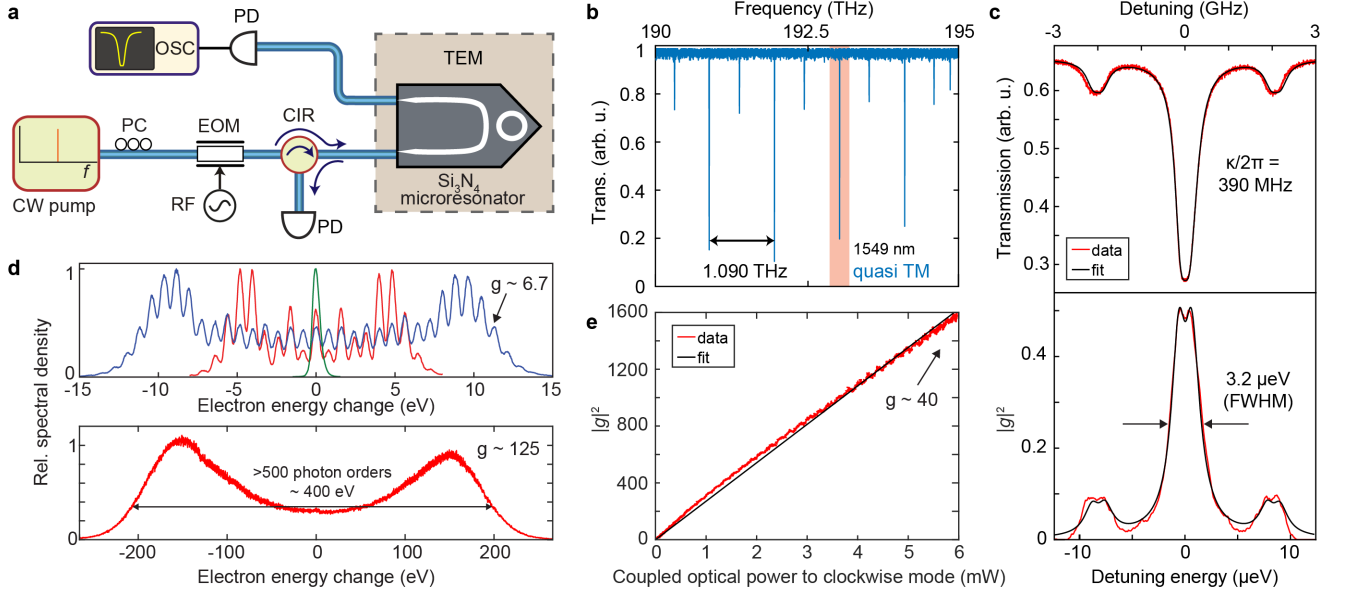 a
PD
OSC
TEM
PC
EOM
CIR
f
CW pump
RF
PD
Si3N4
microresonator
b
Frequency (THz)
190
192.5
195
Trans. (arb. u.)
1
0.8
0.6
0.4
0.2
0
1.090 THz
1549 nm
quasi TM
c
Detuning (GHz)
-3
0
3
Transmission (arb. u.)
0.6
0.5
0.4
0.3
κ/2π =
390 MHz
data
fit
|g|²
0.4
0.2
0
3.2 µeV
(FWHM)
-10
0
10
Detuning energy (µeV)
d
Rel. spectral density
1
0
g ~ 6.7
-15
-10
-5
0
5
10
15
Electron energy change (eV)
1
0
g ~ 125
>500 photon orders
~ 400 eV
-200
-100
0
100
200
Electron energy change (eV)
e
|g|²
1600
1200
800
400
0
data
fit
g ~ 40
0
1
2
3
4
5
6
Coupled optical power to clockwise mode (mW)